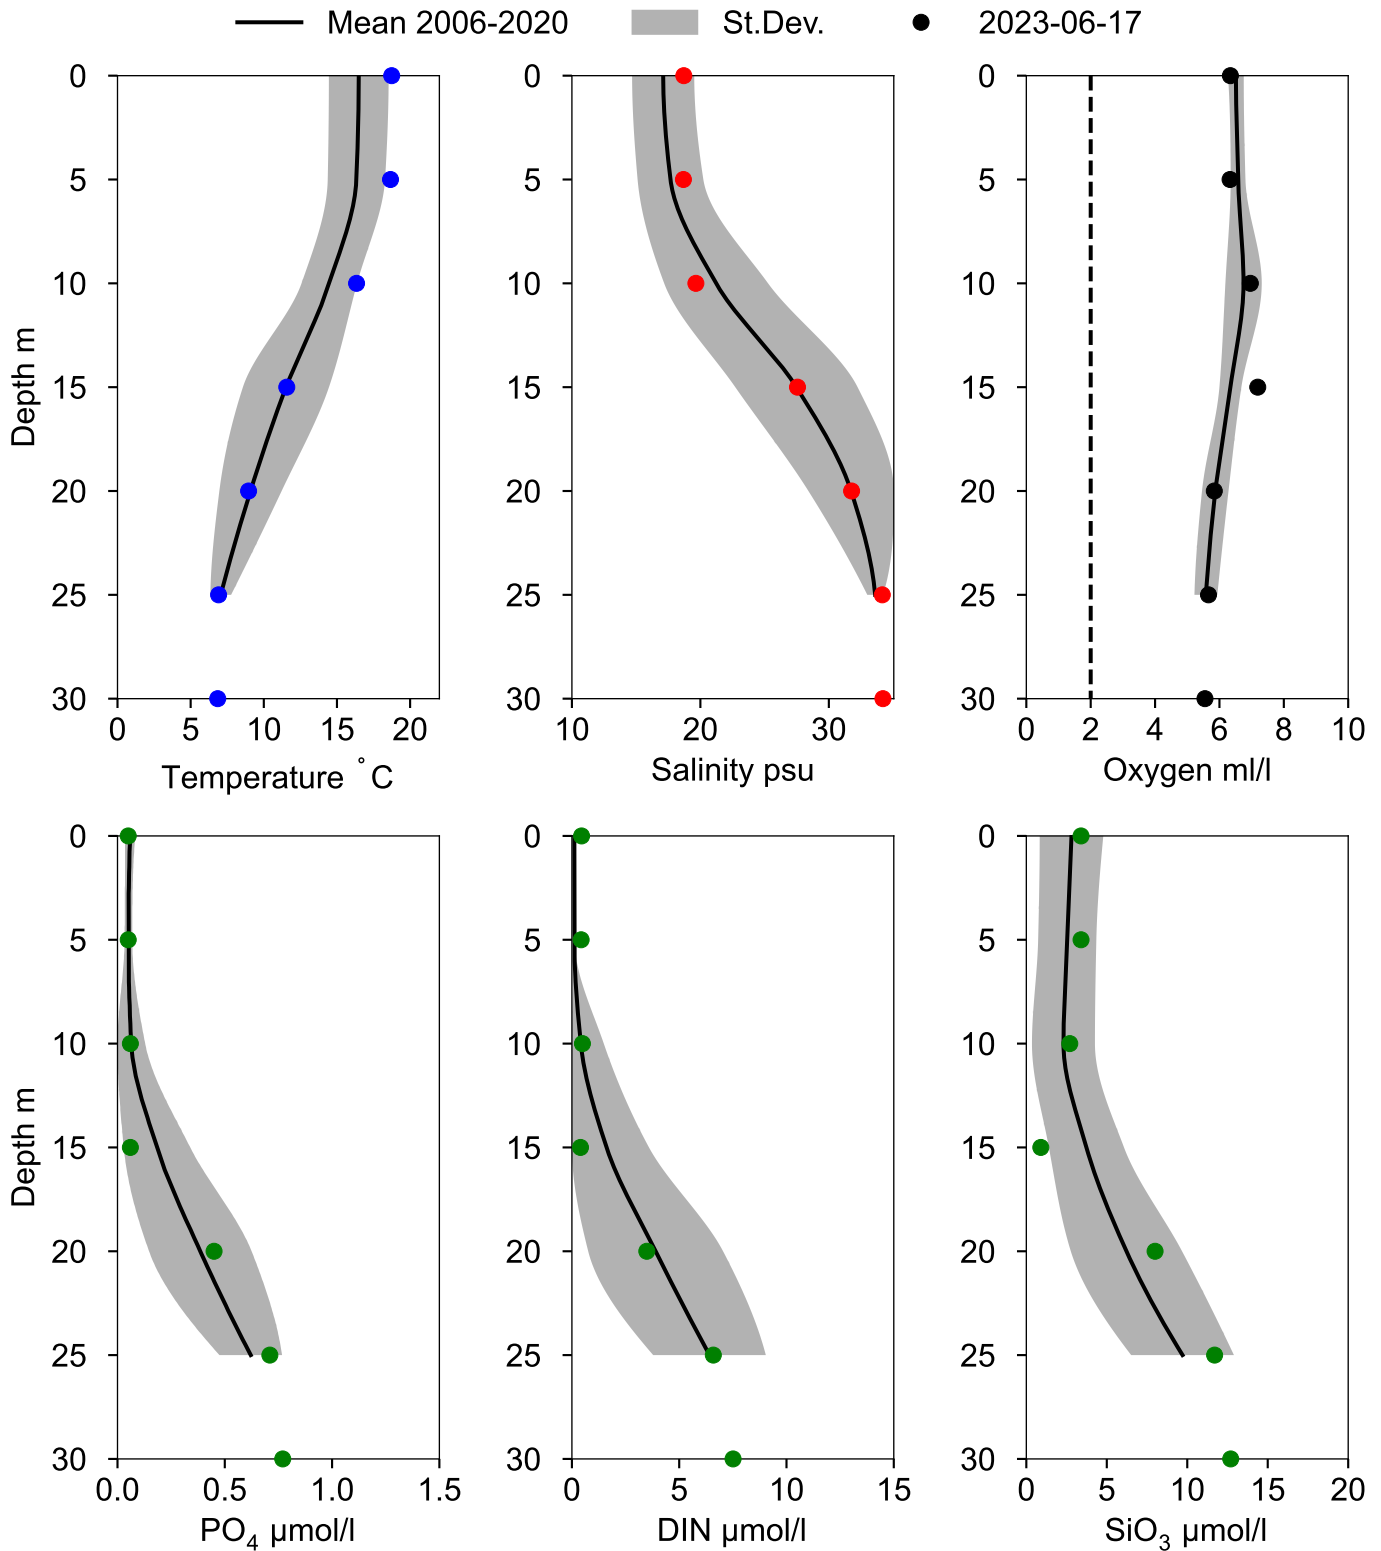 Mean 2006-2020 St.Dev. 2023-06-17
0 0 0
5 5 5
10 10 10
15 15 15
20 20 20
25 25 25
30 30 30
Depth m
0 5 10 15 20 10 20 30 0 2 4 6 8 10
Temperature °C Salinity psu Oxygen ml/l
0 0 0
5 5 5
10 10 10
15 15 15
20 20 20
25 25 25
30 30 30
Depth m
0.0 0.5 1.0 1.5 0 5 10 15 0 5 10 15 20
PO₄ µmol/l DIN µmol/l SiO₃ µmol/l